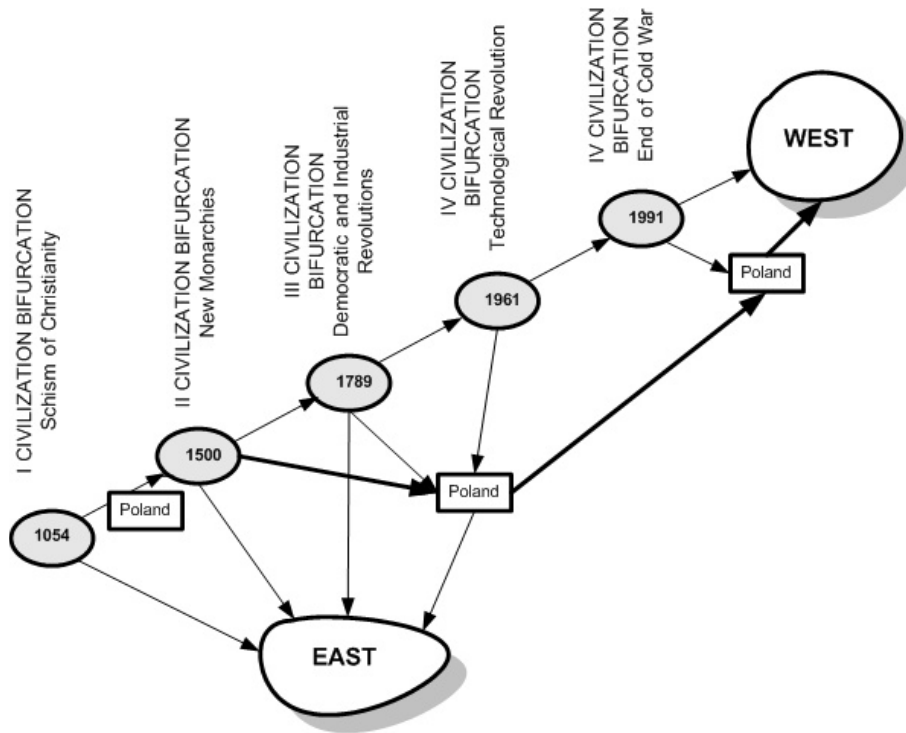 I CIVILIZATION BIFURCATION
Schism of Christianity
II CIVILIZATION BIFURCATION
New Monarchies
III CIVILIZATION
BIFURCATION
Democratic and Industrial
Revolutions
IV CIVILIZATION
BIFURCATION
Technological Revolution
IV CIVILIZATION
BIFURCATION
End of Cold War
WEST
1991
Poland
1961
1789
1500
Poland
Poland
1054
EAST